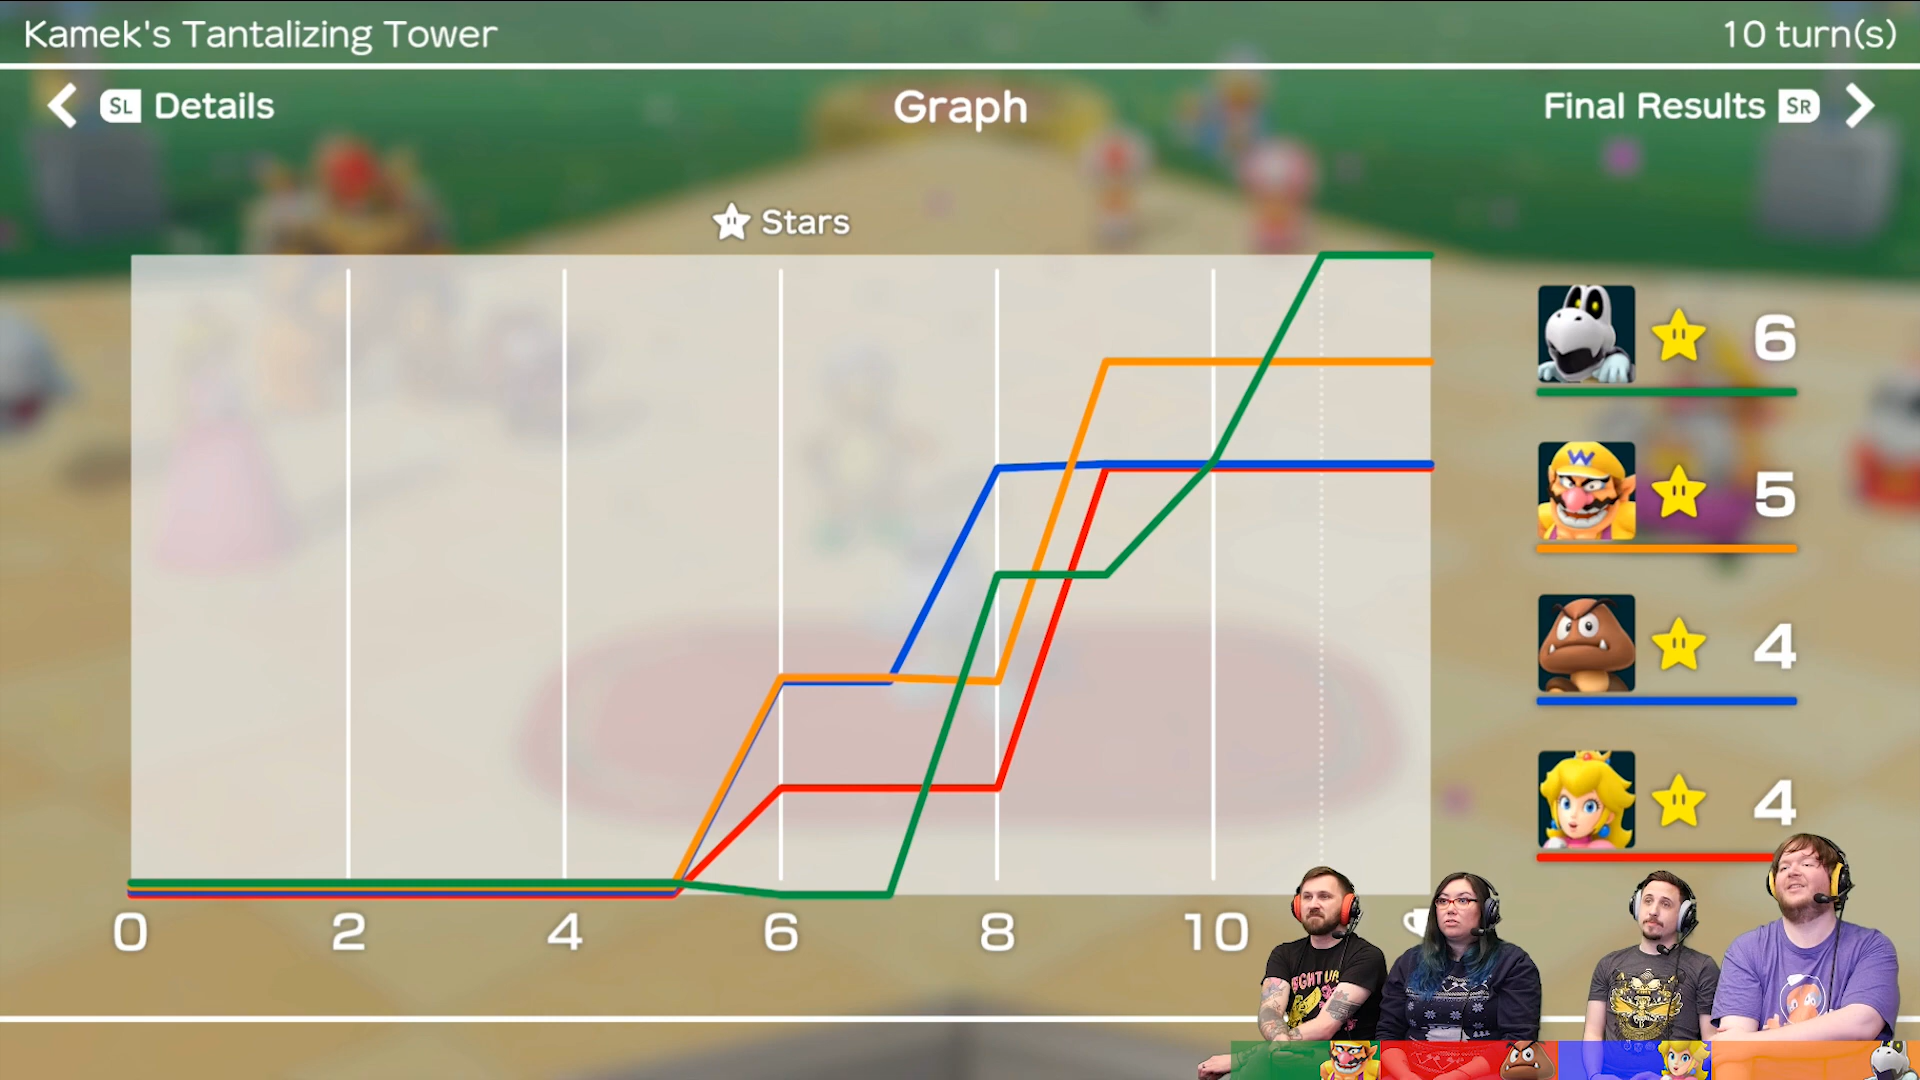 Kamek's Tantalizing Tower
10 turn(s)
SL Details
Graph
Final Results SR
Stars
6
5
4
4
0 2 4 6 8 10
W